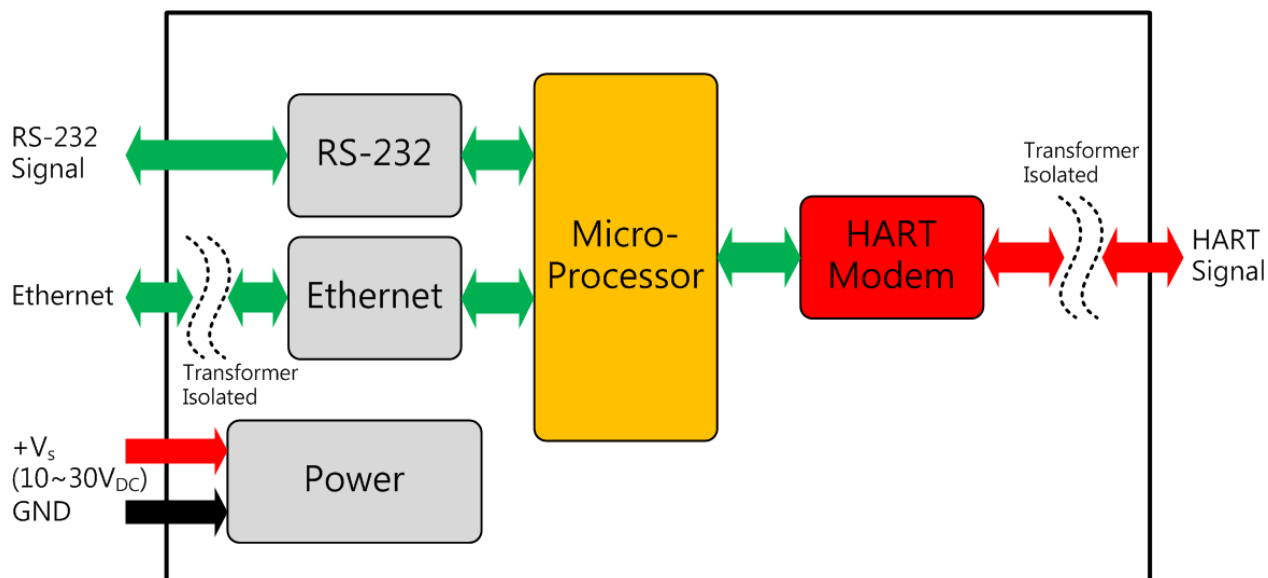 RS-232
Signal
RS-232
Ethernet
Transformer
Isolated
Ethernet
Micro-
Processor
HART
Modem
Transformer
Isolated
HART
Signal
+Vs
(10~30VDC)
GND
Power